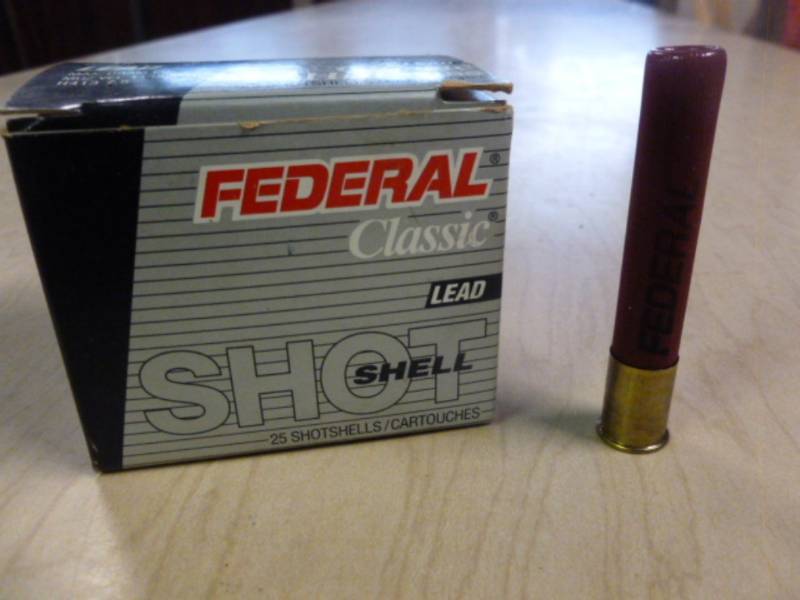 FEDERAL®
Classic®
LEAD
SHOT
SHELL
25 SHOTSHELLS/CARTOUCHES
FEDERAL